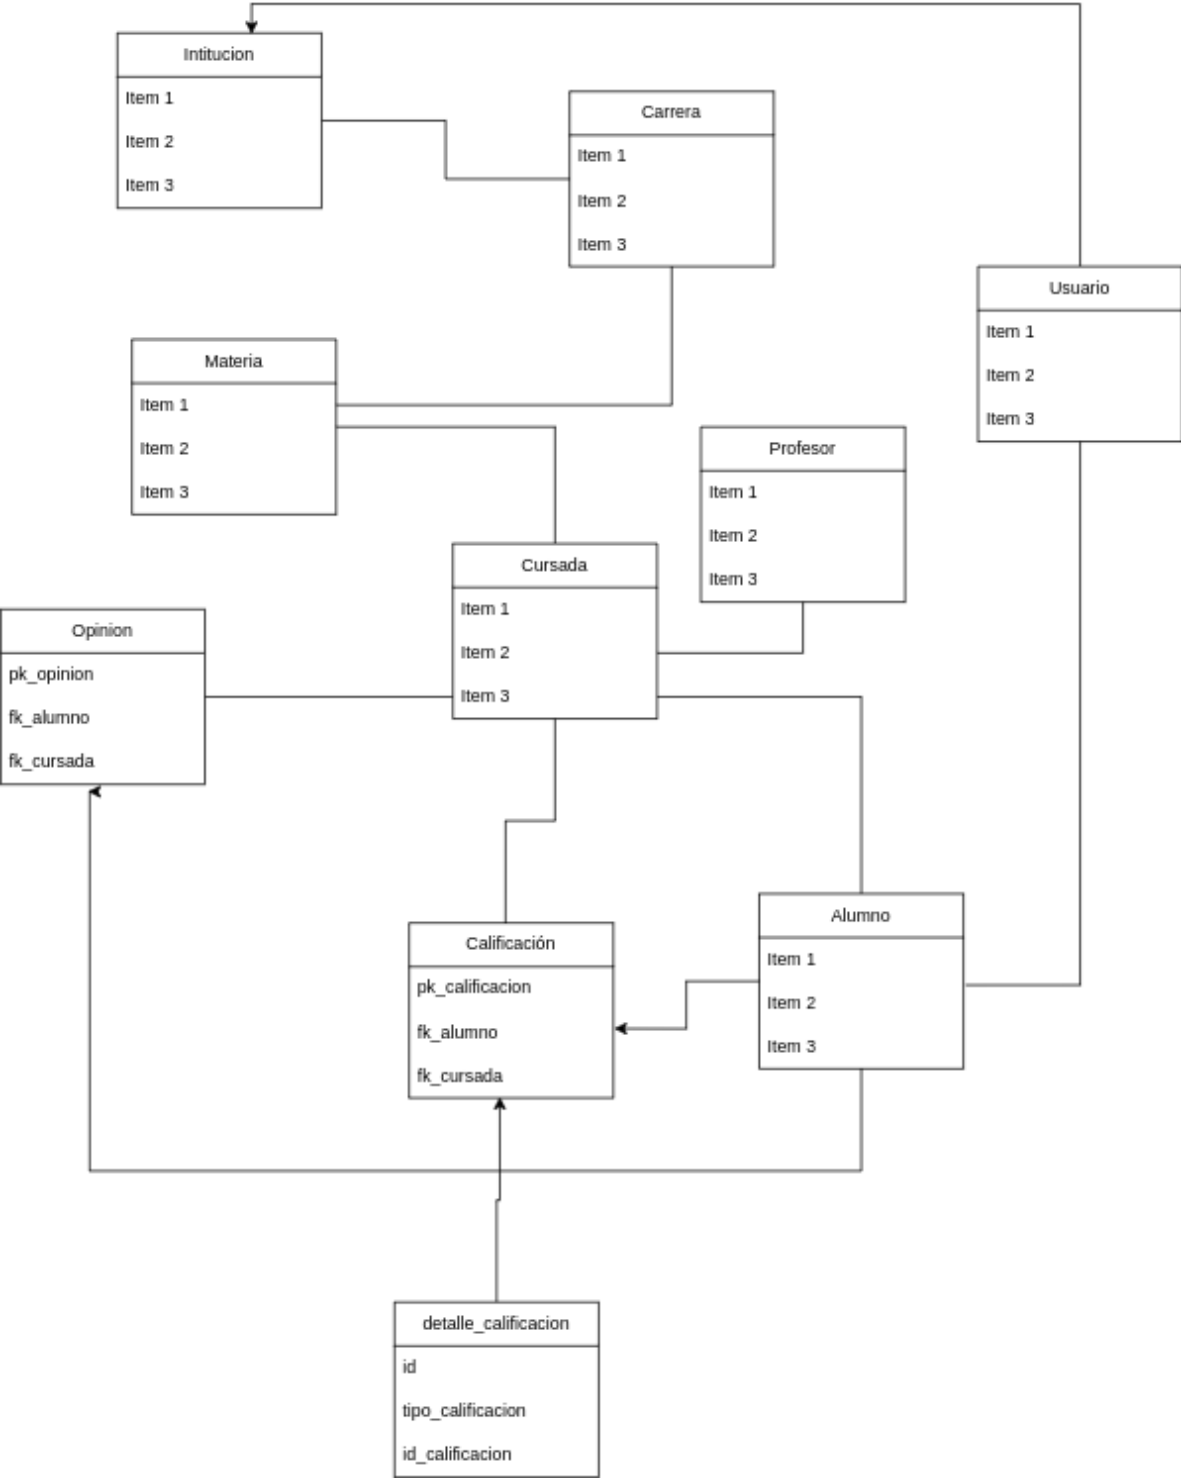 Intitucion
Item 1
Item 2
Item 3
Carrera
Item 1
Item 2
Item 3
Usuario
Item 1
Item 2
Item 3
Materia
Item 1
Item 2
Item 3
Profesor
Item 1
Item 2
Item 3
Cursada
Item 1
Item 2
Item 3
Opinion
pk_opinion
fk_alumno
fk_cursada
Alumno
Item 1
Item 2
Item 3
Calificación
pk_calificacion
fk_alumno
fk_cursada
detalle_calificacion
id
tipo_calificacion
id_calificacion